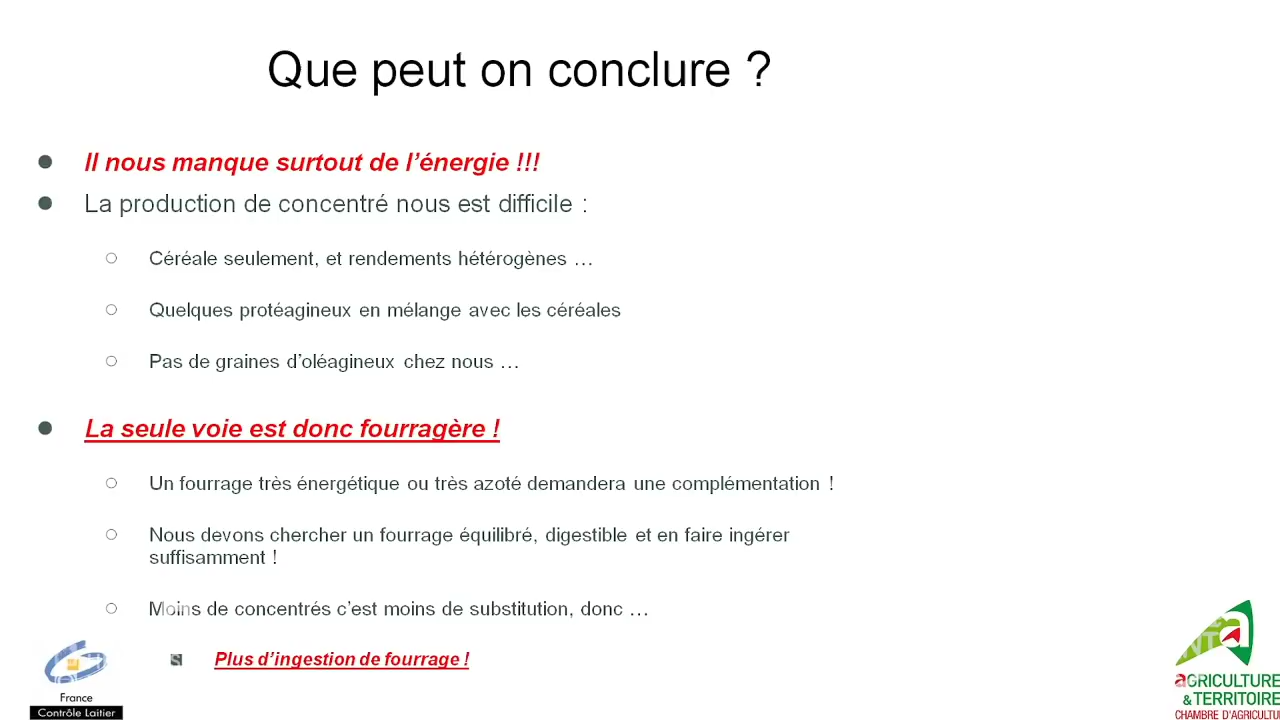 Que peut on conclure ?
Il nous manque surtout de l’énergie !!!
La production de concentré nous est difficile :
Céréale seulement, et rendements hétérogènes …
Quelques protéagineux en mélange avec les céréales
Pas de graines d’oléagineux chez nous …
La seule voie est donc fourragère !
Un fourrage très énergétique ou très azoté demandera une complémentation !
Nous devons chercher un fourrage équilibré, digestible et en faire ingérer
suffisamment !
Moins de concentrés c’est moins de substitution, donc …
Plus d’ingestion de fourrage !
France
Contrôle Laitier
AGRICULTURE
& TERRITOIRE
CHAMBRE D'AGRICULTU